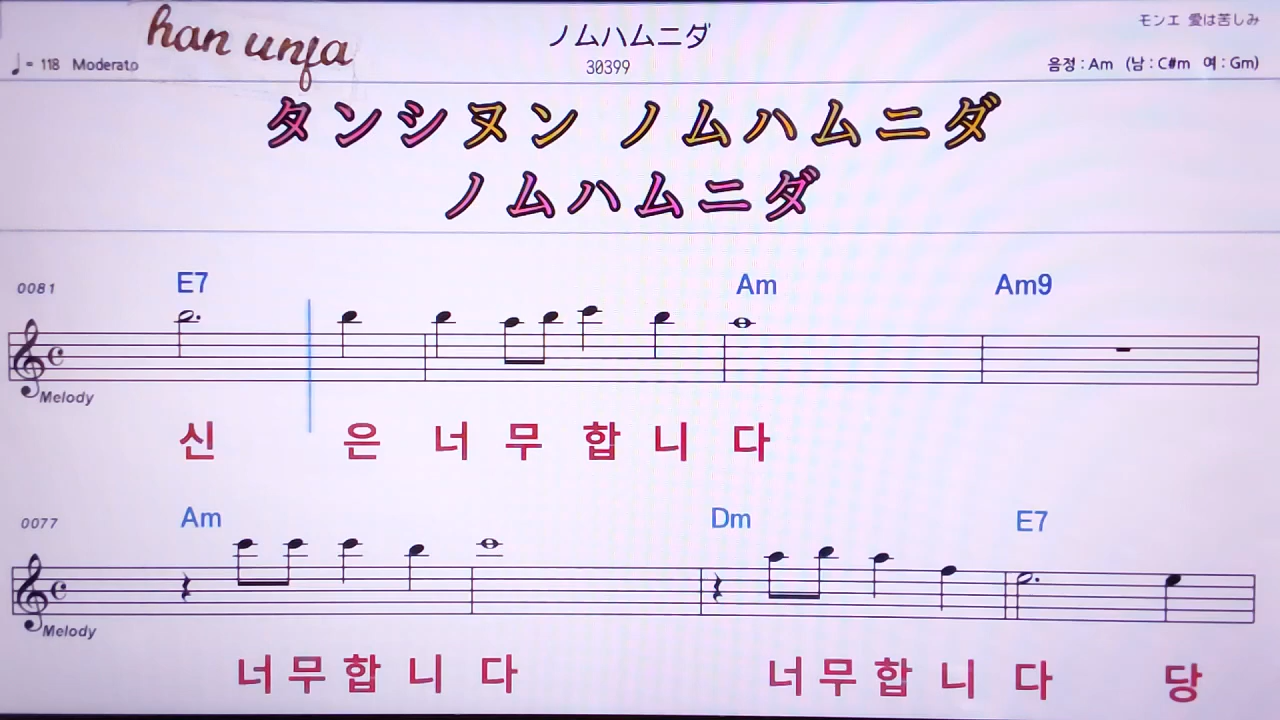 han unja
ノムハムニダ
モンエ 愛は苦しみ
♩= 118 Moderato
30399
음정 : Am (남 : C#m 여 : Gm)
タンシヌン ノムハムニダ
ノムハムニダ
0081 E7 Am Am9
Melody
신 은 너 무 합 니 다
0077 Am Dm E7
Melody
너 무 합 니 다 너 무 합 니 다 당